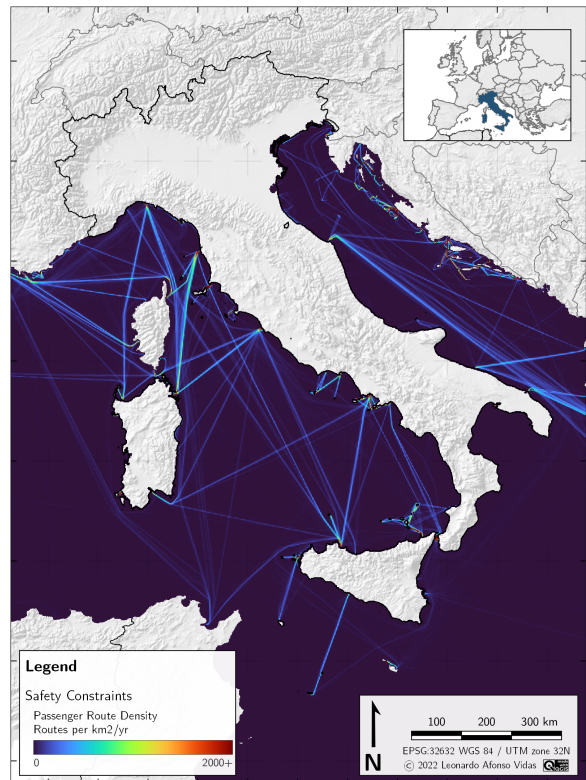 Legend
Safety Constraints
Passenger Route Density
Routes per km2/yr
0 2000+
N
100 200 300 km
EPSG:32632 WGS 84 / UTM zone 32N
© 2022 Leonardo Afonso Vidas
QGIS